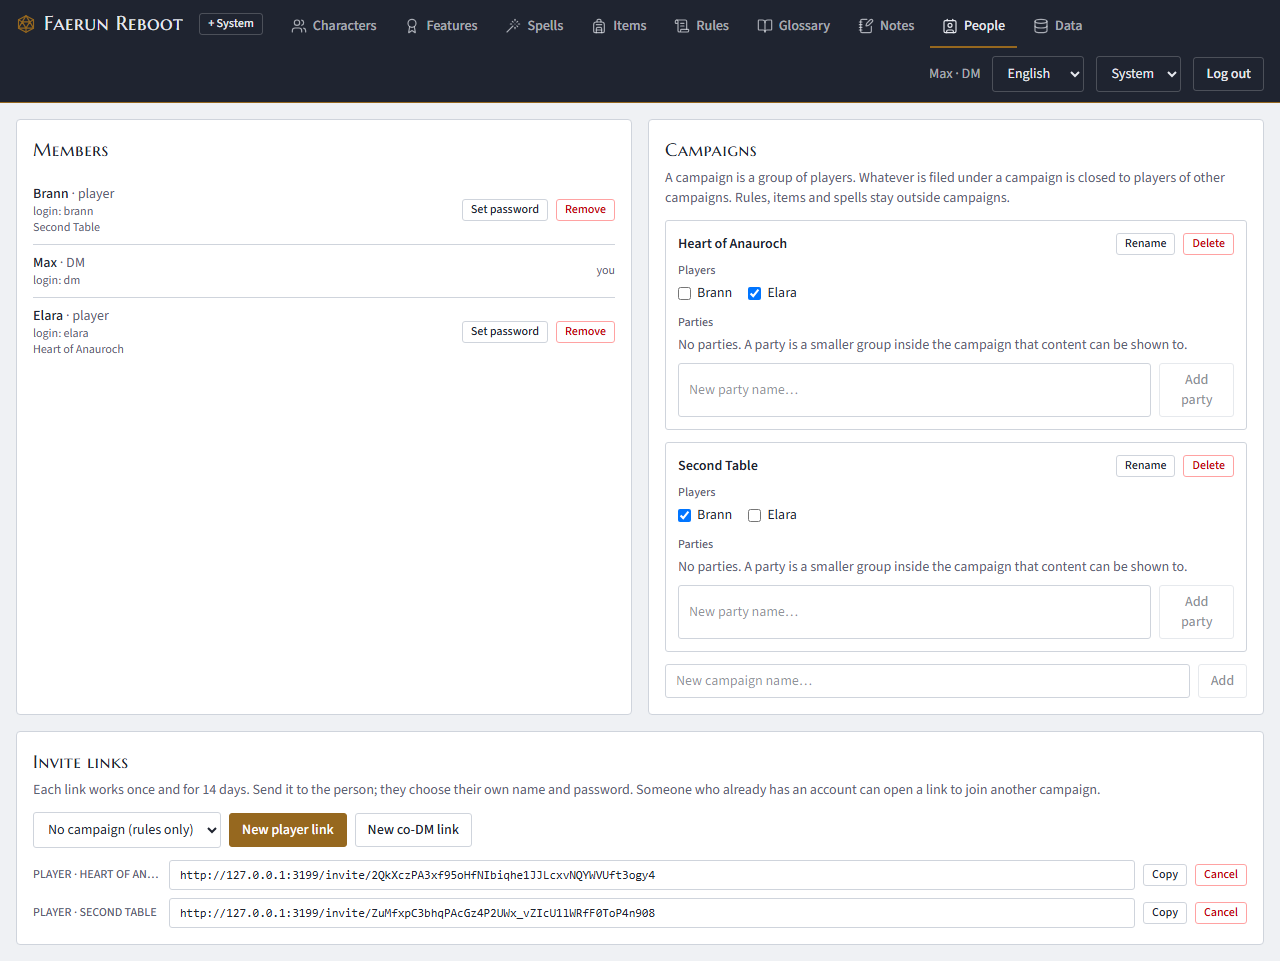 Faerun Reboot
+ System
Characters
Features
Spells
Items
Rules
Glossary
Notes
People
Data
Max · DM
English
System
Log out
Members
Brann · player
login: brann
Second Table
Set password
Remove
Max · DM
login: dm
you
Elara · player
login: elara
Heart of Anauroch
Set password
Remove
Campaigns
A campaign is a group of players. Whatever is filed under a campaign is closed to players of other
campaigns. Rules, items and spells stay outside campaigns.
Heart of Anauroch
Rename
Delete
Players
Brann
Elara
Parties
No parties. A party is a smaller group inside the campaign that content can be shown to.
New party name…
Add
party
Second Table
Rename
Delete
Players
Brann
Elara
Parties
No parties. A party is a smaller group inside the campaign that content can be shown to.
New party name…
Add
party
New campaign name…
Add
Invite links
Each link works once and for 14 days. Send it to the person; they choose their own name and password. Someone who already has an account can open a link to join another campaign.
No campaign (rules only)
New player link
New co-DM link
PLAYER · HEART OF AN…
http://127.0.0.1:3199/invite/2QkXczPA3xf95oHfNIbiqhe1JJLcxvNQYWVUft3ogy4
Copy
Cancel
PLAYER · SECOND TABLE
http://127.0.0.1:3199/invite/ZuMfxpC3bhqPAcGz4P2UWx_vZIcU1lWRfF0ToP4n908
Copy
Cancel